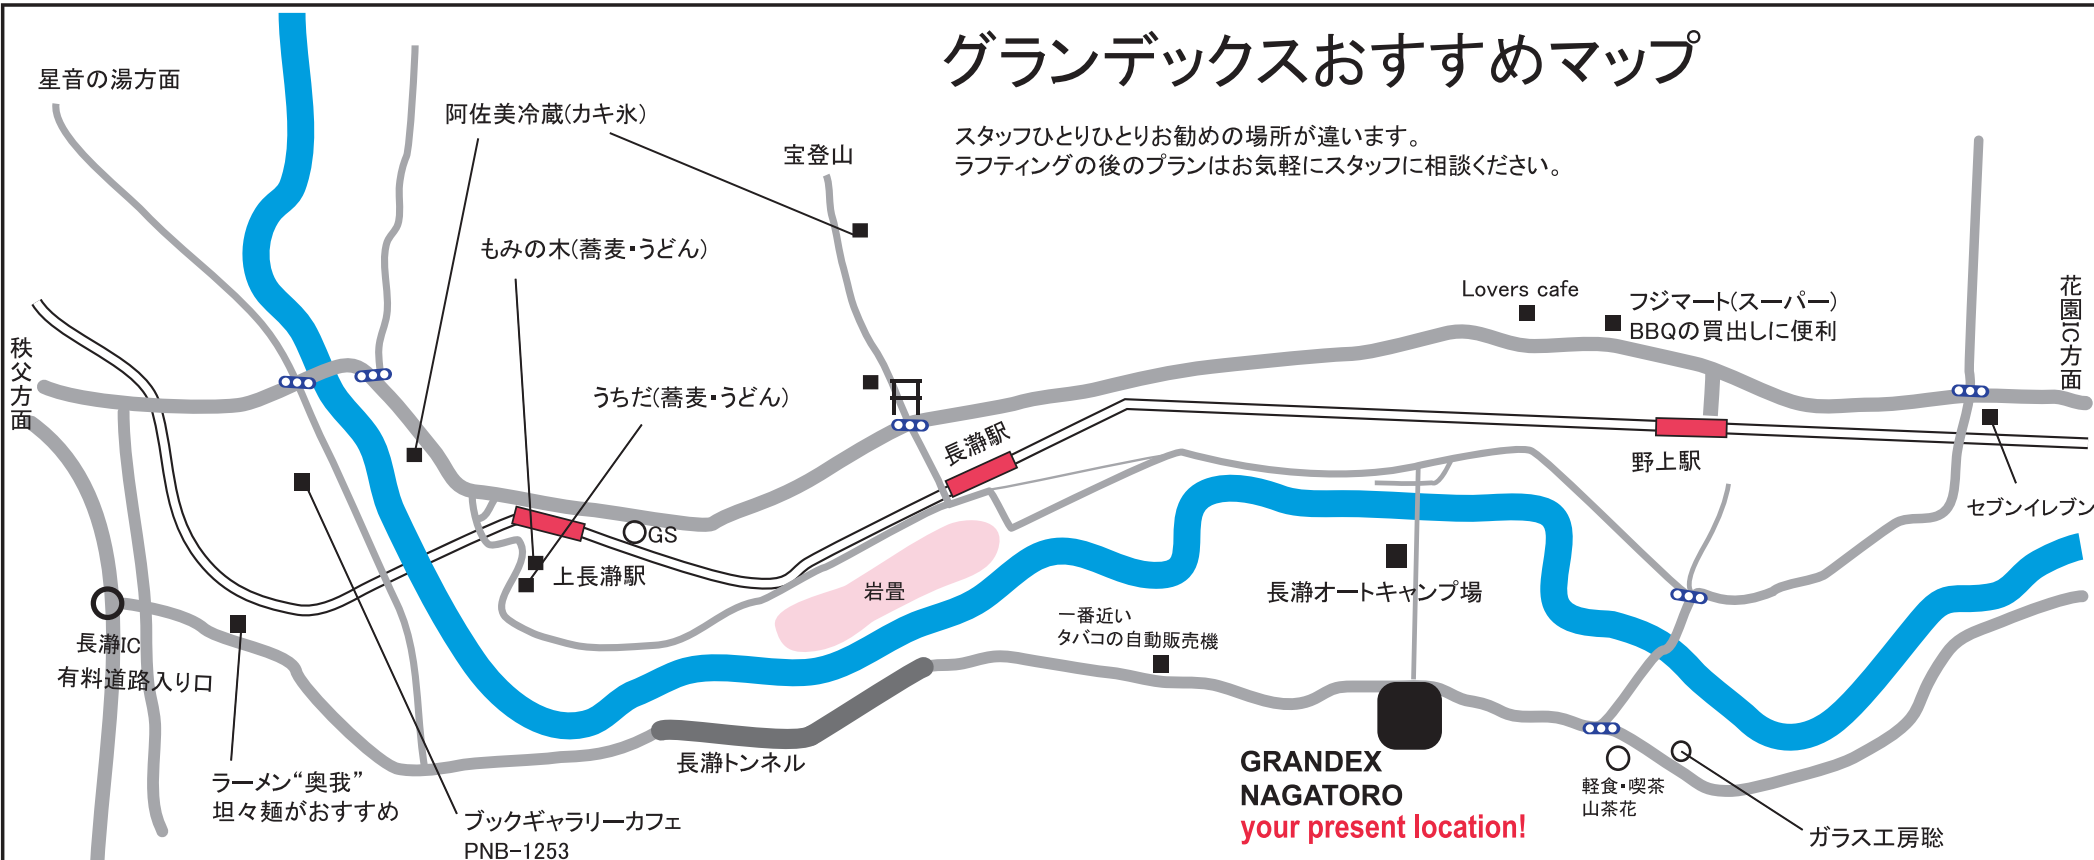 グランデックスおすすめマップ
スタッフひとりひとりお勧めの場所が違います。
ラフティングの後のプランはお気軽にスタッフに相談ください。
星音の湯方面
阿佐美冷蔵(カキ氷)
宝登山
もみの木(蕎麦・うどん)
うちだ(蕎麦・うどん)
Lovers cafe
フジマート(スーパー)
BBQの買出しに便利
花園IC方面
秩父方面
長瀞駅
野上駅
セブンイレブン
GS
上長瀞駅
岩畳
長瀞オートキャンプ場
一番近い
タバコの自動販売機
長瀞IC
有料道路入り口
長瀞トンネル
ラーメン“奥我”
坦々麺がおすすめ
ブックギャラリーカフェ
PNB-1253
GRANDEX
NAGATORO
your present location!
軽食・喫茶
山茶花
ガラス工房聡